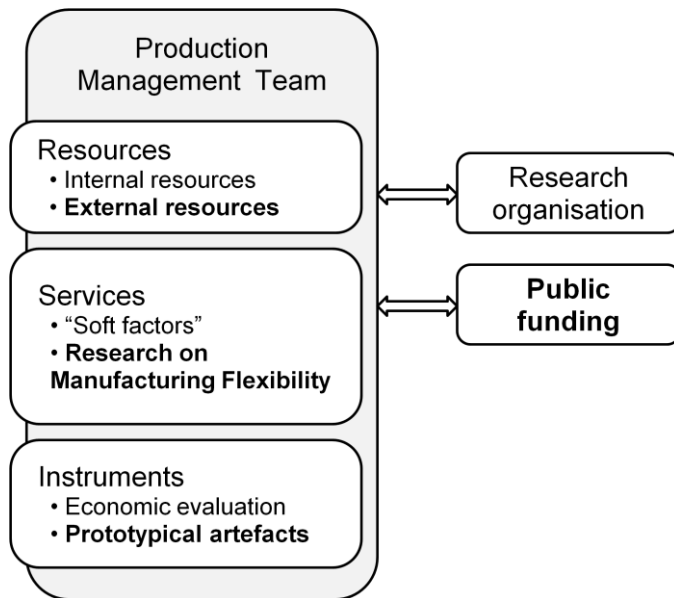 Production
Management Team
Resources
• Internal resources
• External resources
Services
• “Soft factors”
• Research on
Manufacturing Flexibility
Instruments
• Economic evaluation
• Prototypical artefacts
Research
organisation
Public
funding